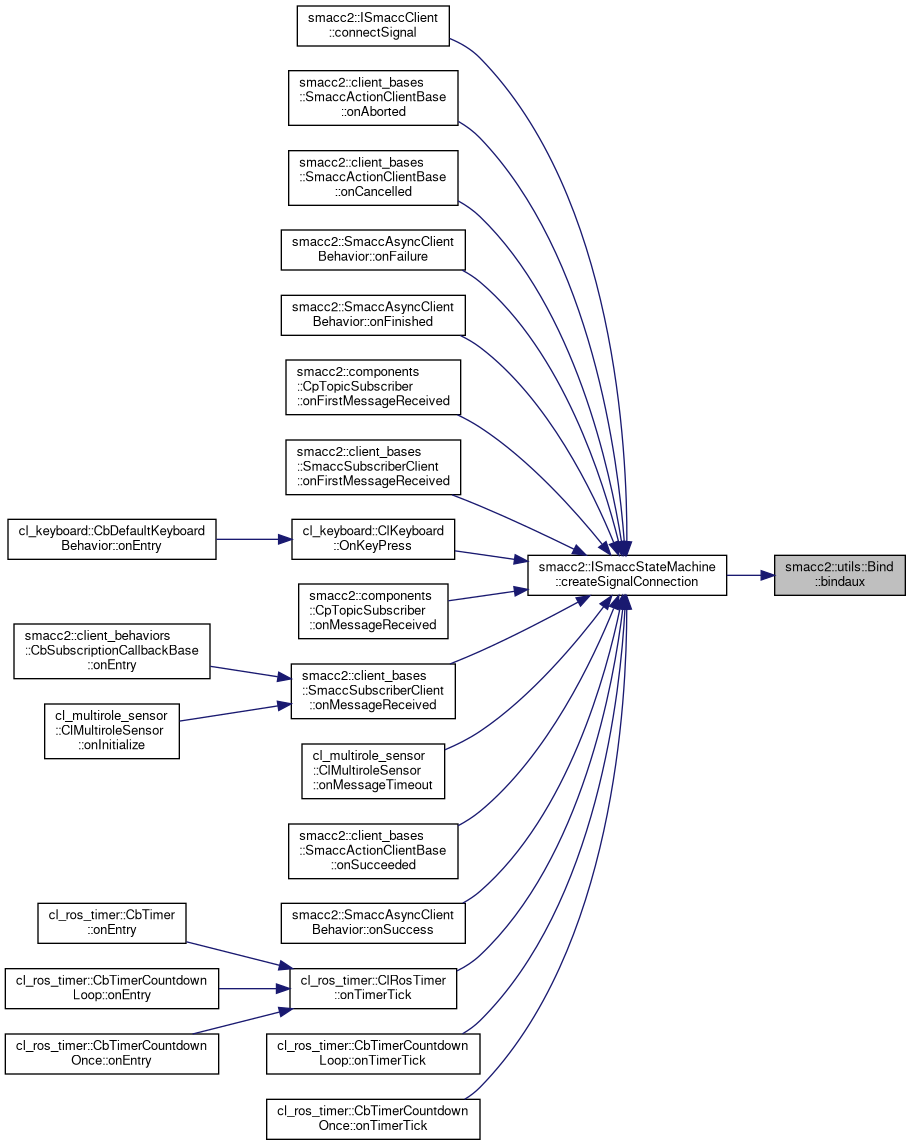 smacc2::ISmaccClient
::connectSignal
smacc2::client_bases
::SmaccActionClientBase
::onAborted
smacc2::client_bases
::SmaccActionClientBase
::onCancelled
smacc2::SmaccAsyncClient
Behavior::onFailure
smacc2::SmaccAsyncClient
Behavior::onFinished
smacc2::components
::CpTopicSubscriber
::onFirstMessageReceived
smacc2::client_bases
::SmaccSubscriberClient
::onFirstMessageReceived
cl_keyboard::CbDefaultKeyboard
Behavior::onEntry
cl_keyboard::ClKeyboard
::OnKeyPress
smacc2::ISmaccStateMachine
::createSignalConnection
smacc2::utils::Bind
::bindaux
smacc2::components
::CpTopicSubscriber
::onMessageReceived
smacc2::client_behaviors
::CbSubscriptionCallbackBase
::onEntry
smacc2::client_bases
::SmaccSubscriberClient
::onMessageReceived
cl_multirole_sensor
::ClMultiroleSensor
::onInitialize
cl_multirole_sensor
::ClMultiroleSensor
::onMessageTimeout
smacc2::client_bases
::SmaccActionClientBase
::onSucceeded
smacc2::SmaccAsyncClient
Behavior::onSuccess
cl_ros_timer::CbTimer
::onEntry
cl_ros_timer::CbTimerCountdown
Loop::onEntry
cl_ros_timer::ClRosTimer
::onTimerTick
cl_ros_timer::CbTimerCountdown
Once::onEntry
cl_ros_timer::CbTimerCountdown
Loop::onTimerTick
cl_ros_timer::CbTimerCountdown
Once::onTimerTick